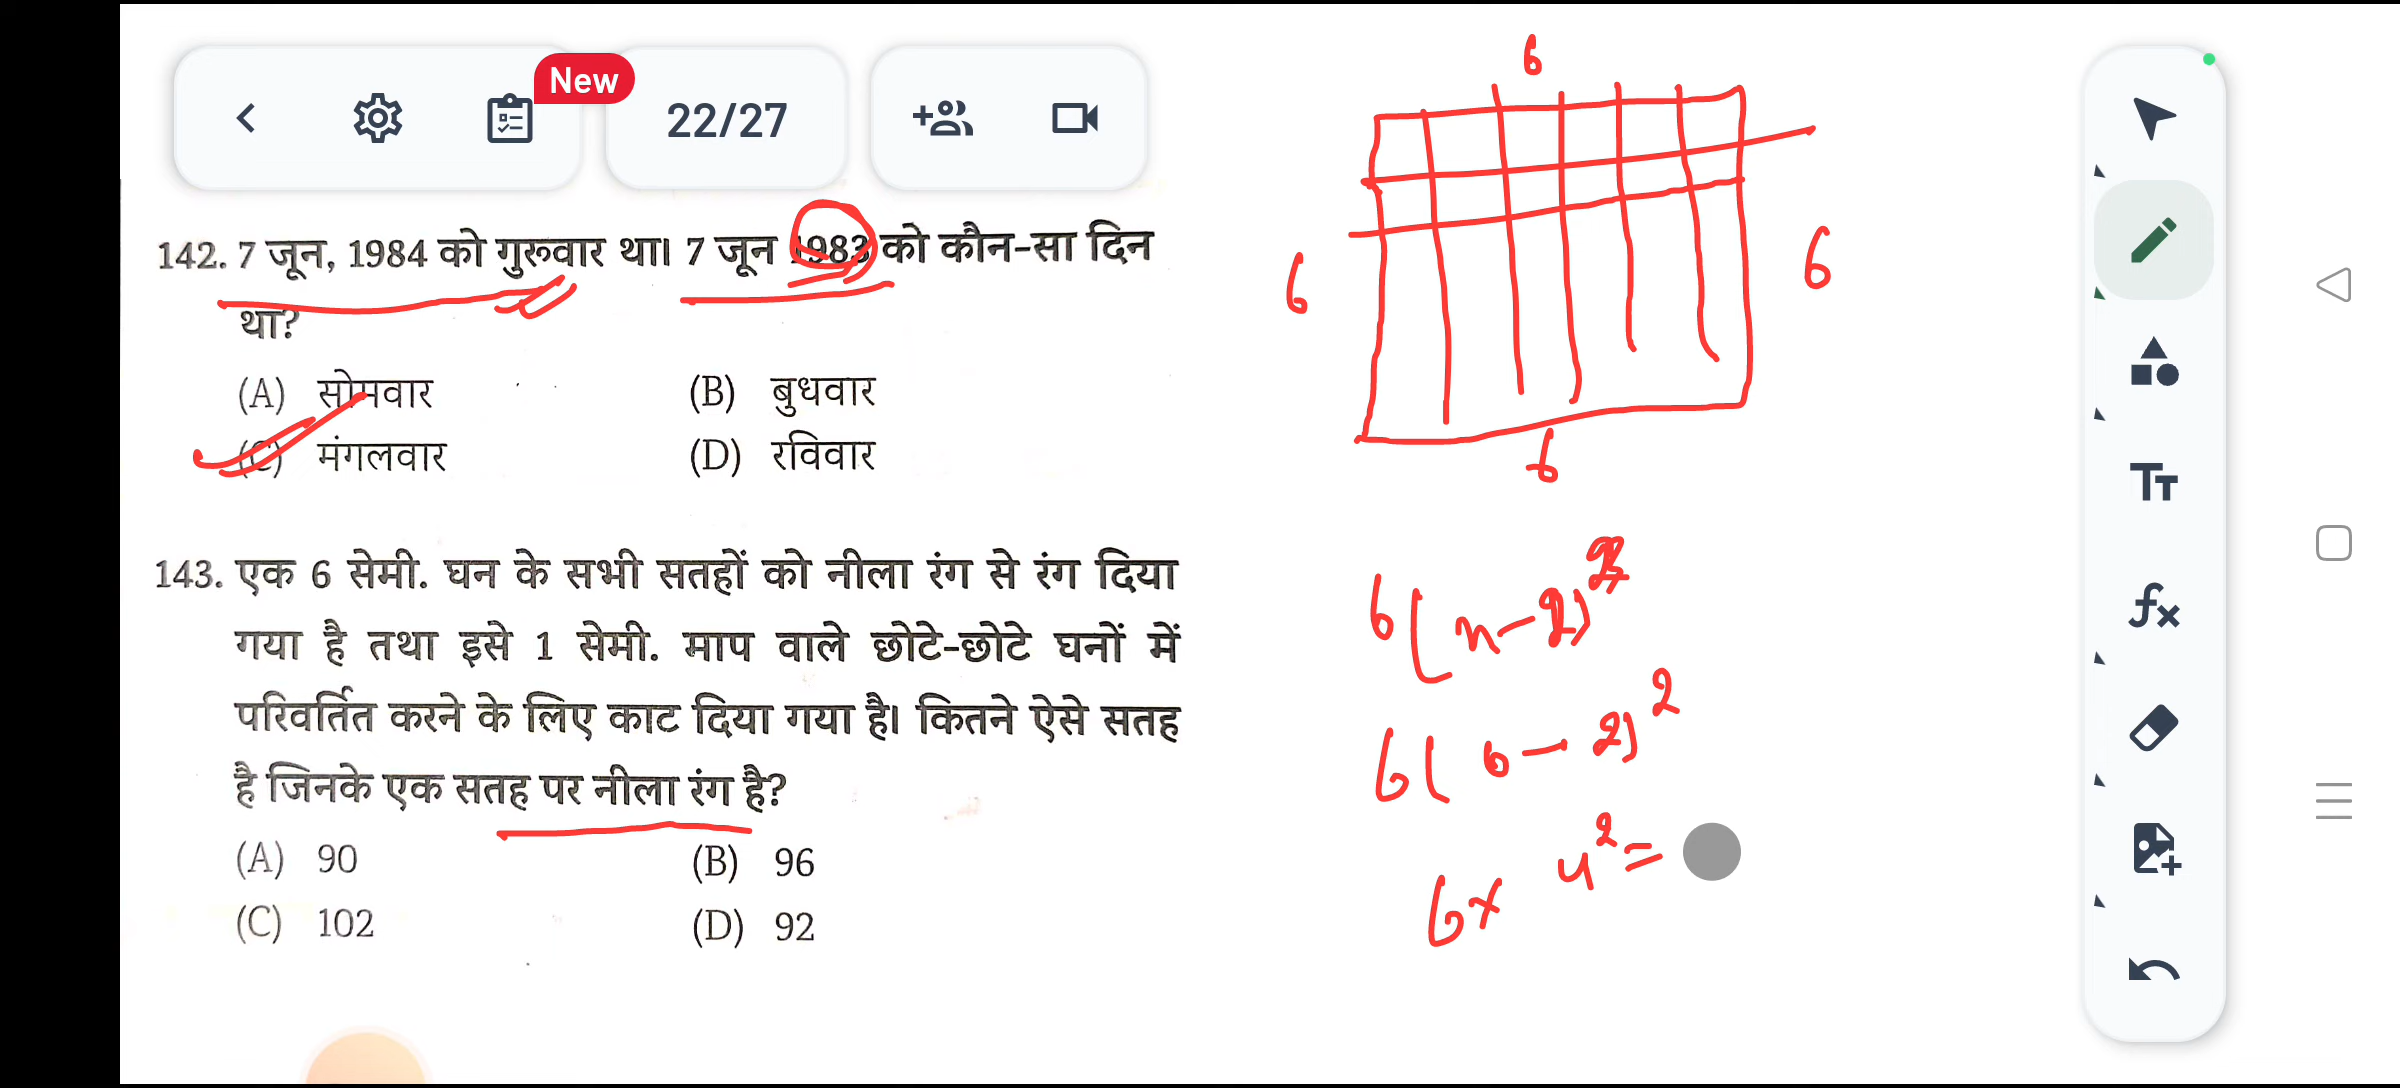 New
22/27
142. 7 जून, 1984 को गुरुवार था। 7 जून 1983 को कौन-सा दिन
था?
(A) सोमवार (B) बुधवार
(C) मंगलवार (D) रविवार
143. एक 6 सेमी. घन के सभी सतहों को नीला रंग से रंग दिया
गया है तथा इसे 1 सेमी. माप वाले छोटे-छोटे घनों में
परिवर्तित करने के लिए काट दिया गया है। कितने ऐसे सतह
है जिनके एक सतह पर नीला रंग है?
(A) 90 (B) 96
(C) 102 (D) 92
6
6
6
6
6(n-2)²
6(6-2)²
6x 4² =
Tт
fx